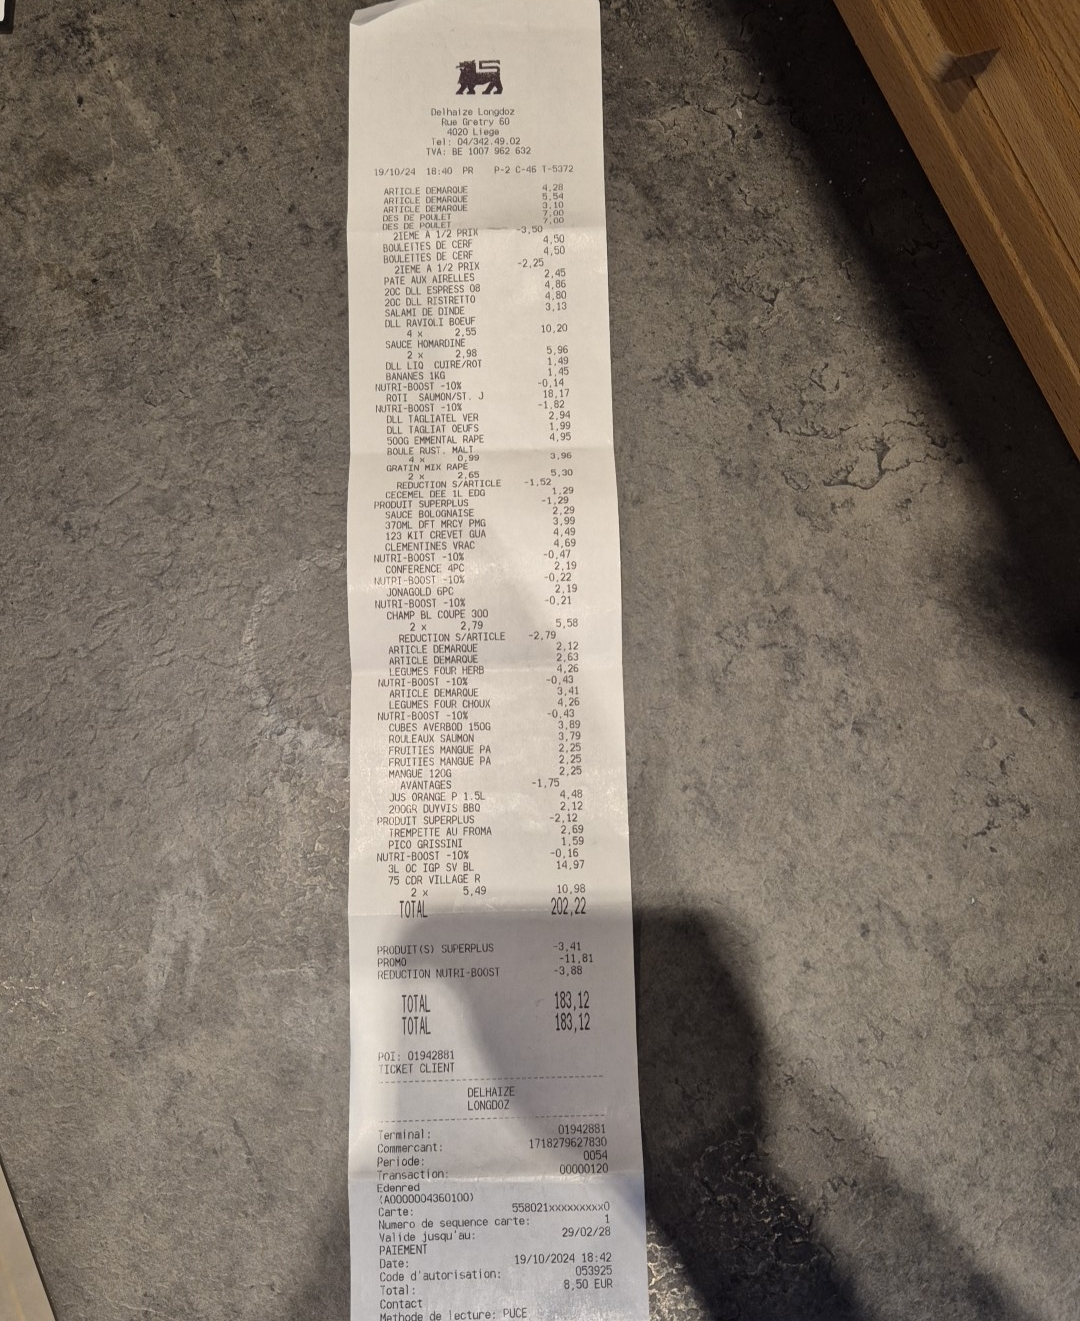 Delhaize Longdoz
Rue Gretry 60
4020 Liege
Tel: 04/342.49.02
TVA: BE 1007 962 632
19/10/24 18:40 PR P-2 C-46 T-5372
ARTICLE DEMARQUE 4,28
ARTICLE DEMARQUE 5,54
ARTICLE DEMARQUE 3,10
DES DE POULET 7,00
DES DE POULET 7,00
2IEME A 1/2 PRIX -3,50
BOULETTES DE CERF 4,50
BOULETTES DE CERF 4,50
2IEME A 1/2 PRIX -2,25
PATE AUX AIRELLES 2,45
20C DLL ESPRESS 08 4,86
20C DLL RISTRETTO 4,80
SALAMI DE DINDE 3,13
DLL RAVIOLI BOEUF
4 x 2,55 10,20
SAUCE HOMARDINE
2 x 2,98 5,96
DLL LIQ CUIRE/ROT 1,49
BANANES 1KG 1,45
NUTRI-BOOST -10% -0,14
ROTI SAUMON/ST. J 18,17
NUTRI-BOOST -10% -1,82
DLL TAGLIATEL VER 2,94
DLL TAGLIAT OEUFS 1,99
500G EMMENTAL RAPE 4,95
BOULE RUST. MALT
4 x 0,99 3,96
GRATIN MIX RAPE
2 x 2,65 5,30
REDUCTION S/ARTICLE -1,52
CECEMEL DEE 1L EDG 1,29
PRODUIT SUPERPLUS -1,29
SAUCE BOLOGNAISE 2,29
370ML DFT MRCY PMG 3,99
123 KIT CREVET GUA 4,49
CLEMENTINES VRAC 4,69
NUTRI-BOOST -10% -0,47
CONFERENCE 4PC 2,19
NUTRI-BOOST -10% -0,22
JONAGOLD 6PC 2,19
NUTRI-BOOST -10% -0,21
CHAMP BL COUPE 300
2 x 2,79 5,58
REDUCTION S/ARTICLE -2,79
ARTICLE DEMARQUE 2,12
ARTICLE DEMARQUE 2,63
LEGUMES FOUR HERB 4,26
NUTRI-BOOST -10% -0,43
ARTICLE DEMARQUE 3,41
LEGUMES FOUR CHOUX 4,26
NUTRI-BOOST -10% -0,43
CUBES AVERBOD 150G 3,89
ROULEAUX SAUMON 3,79
FRUITIES MANGUE PA 2,25
FRUITIES MANGUE PA 2,25
MANGUE 120G 2,25
AVANTAGES -1,75
JUS ORANGE P 1.5L 4,48
200GR DUYVIS BBQ 2,12
PRODUIT SUPERPLUS -2,12
TREMPETTE AU FROMA 2,69
PICO GRISSINI 1,59
NUTRI-BOOST -10% -0,16
3L OC IGP SV BL 14,97
75 CDR VILLAGE R
2 x 5,49 10,98
TOTAL 202,22
PRODUIT(S) SUPERPLUS -3,41
PROMO -11,81
REDUCTION NUTRI-BOOST -3,88
TOTAL 183,12
TOTAL 183,12
POI: 01942881
TICKET CLIENT
DELHAIZE
LONGDOZ
Terminal: 01942881
Commercant: 1718279627830
Periode: 0054
Transaction: 00000120
Edenred
(A0000004360100)
Carte: 558021xxxxxxxxx0
Numero de sequence carte: 1
Valide jusqu'au: 29/02/28
PAIEMENT
Date: 19/10/2024 18:42
Code d'autorisation: 053925
Total: 8,50 EUR
Contact
Methode de lecture: PUCE